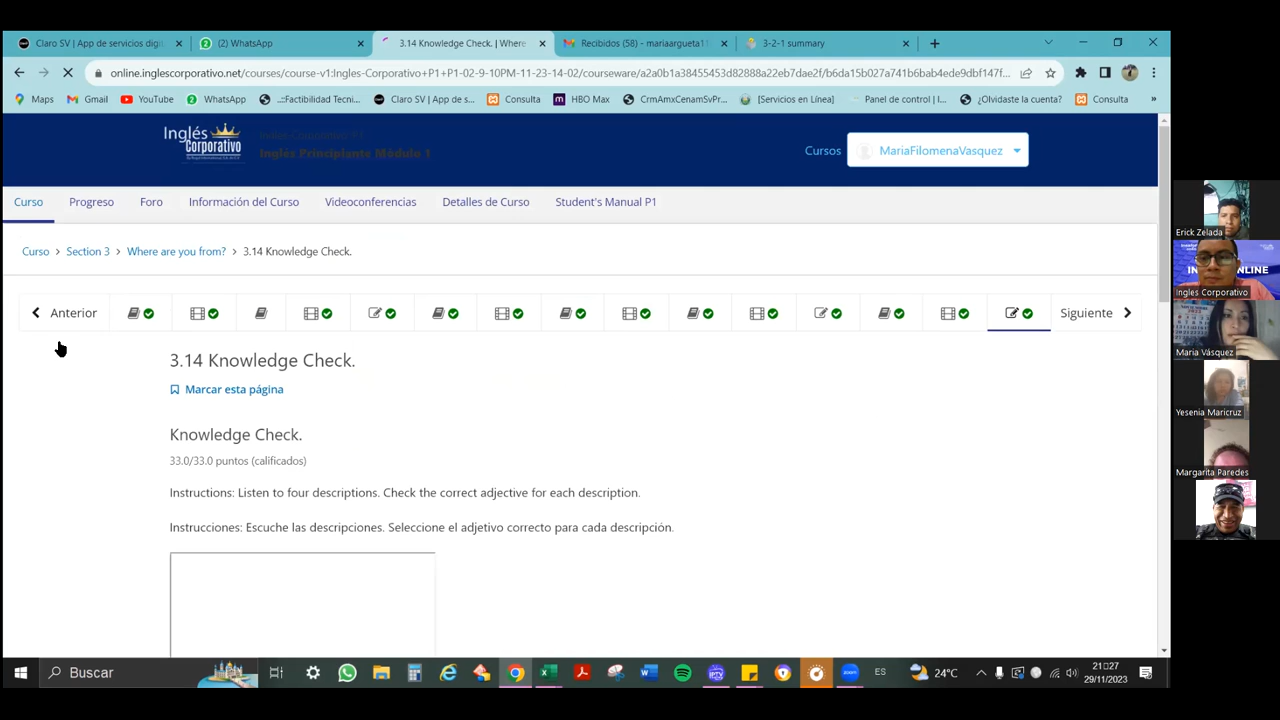 Claro SV | App de servicios digi
(2) WhatsApp
3.14 Knowledge Check. | Where
Recibidos (58) - mariaargueta1
3-2-1 summary
online.inglescorporativo.net/courses/course-v1:Ingles-Corporativo+P1+P1-02-9-10PM-11-23-14-02/courseware/a2a0b1a38455453d82888a22eb7dae2f/b6da15b027a741b6bab4ede9dbf147f...
Maps
Gmail
YouTube
WhatsApp
..::Factibilidad Tecni...
Claro SV | App de s...
Consulta
HBO Max
CrmAmxCenamSvPr...
[Servicios en Línea]
Panel de control | I...
¿Olvidaste la cuenta?
Consulta
»
Inglés
Corporativo
Inglés Principiante Módulo 1
Cursos
MariaFilomenaVasquez
Curso
Progreso
Foro
Información del Curso
Videoconferencias
Detalles de Curso
Student's Manual P1
Curso > Section 3 > Where are you from? > 3.14 Knowledge Check.
Anterior
Siguiente
3.14 Knowledge Check.
Marcar esta página
Knowledge Check.
33.0/33.0 puntos (calificados)
Instructions: Listen to four descriptions. Check the correct adjective for each description.
Instrucciones: Escuche las descripciones. Seleccione el adjetivo correcto para cada descripción.
Erick Zelada
Ingles Corporativo
Maria Vásquez
Yesenia Maricruz
Margarita Paredes
Buscar
ES
24°C
21:27
29/11/2023